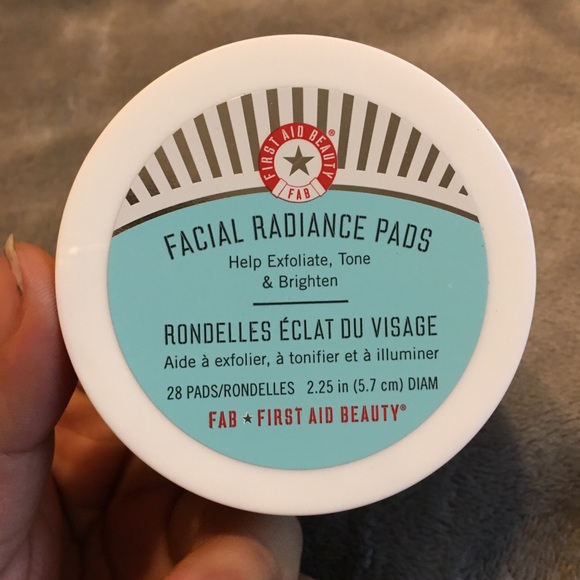 FIRST AID BEAUTY®
FAB
FACIAL RADIANCE PADS
Help Exfoliate, Tone
& Brighten
RONDELLES ÉCLAT DU VISAGE
Aide à exfolier, à tonifier et à illuminer
28 PADS/RONDELLES 2.25 in (5.7 cm) DIAM
FAB ★ FIRST AID BEAUTY®